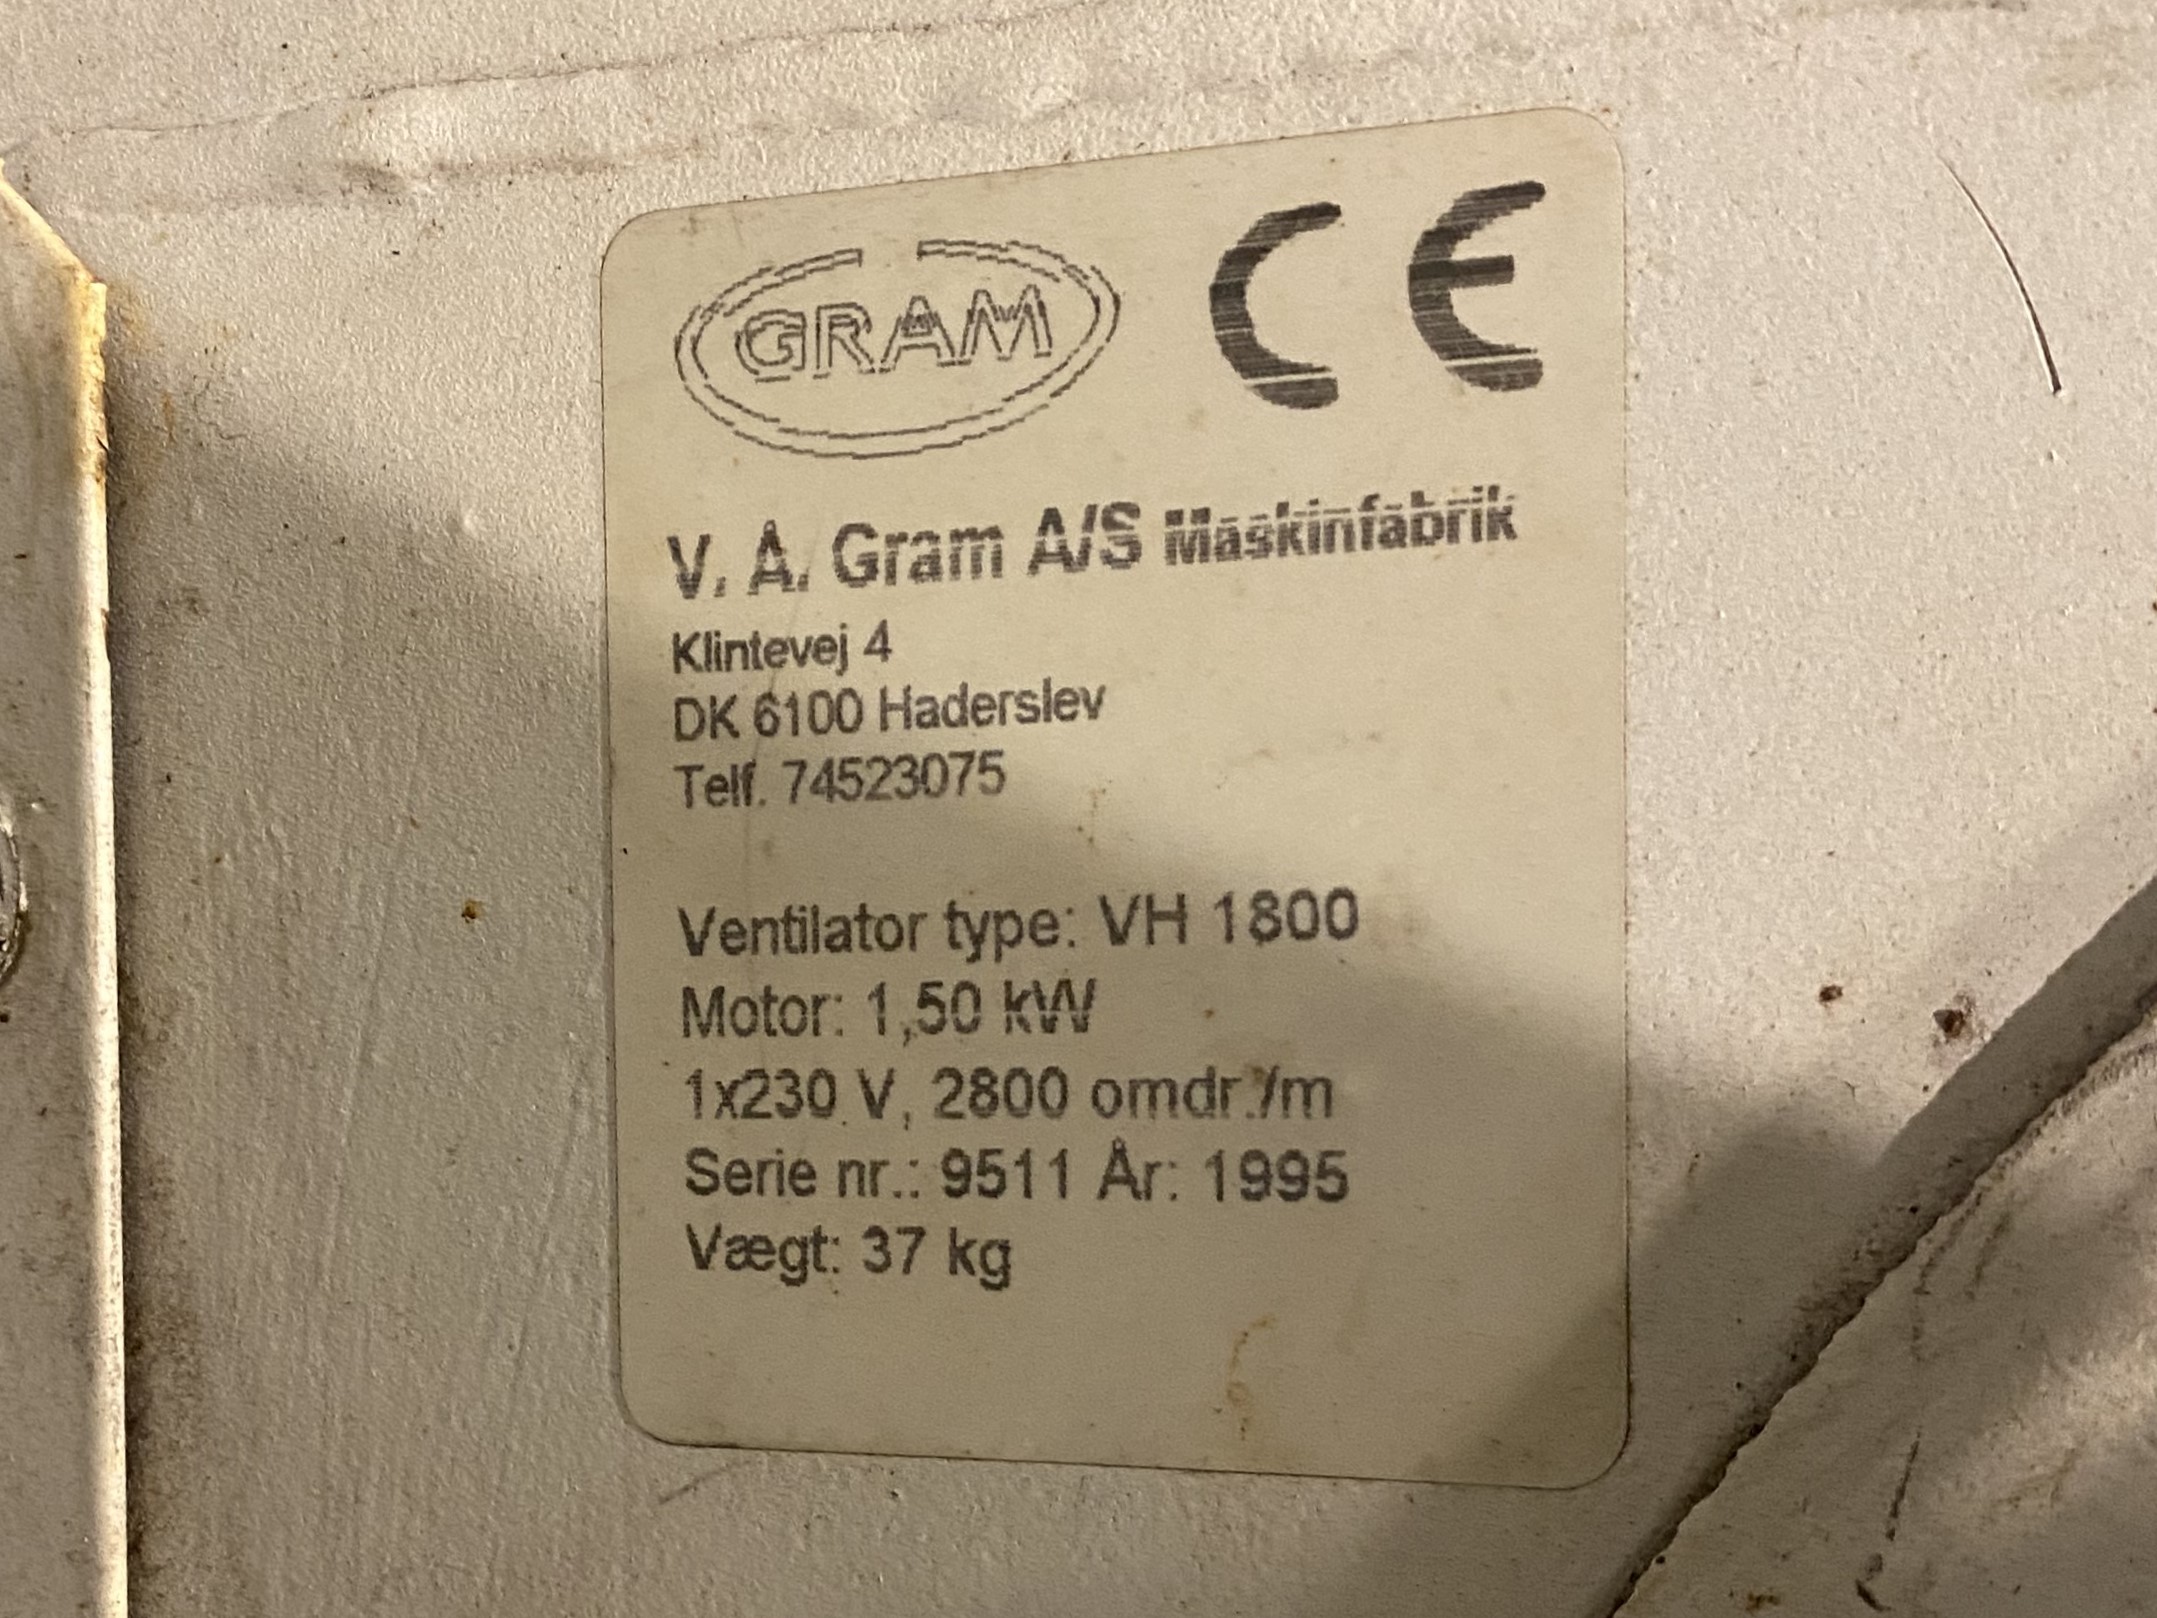 GRAM CE
V. Å. Gram A/S Maskinfabrik
Klintevej 4
DK 6100 Haderslev
Telf. 74523075
Ventilator type: VH 1800
Motor: 1,50 kW
1x230 V, 2800 omdr./m
Serie nr.: 9511 År: 1995
Vægt: 37 kg